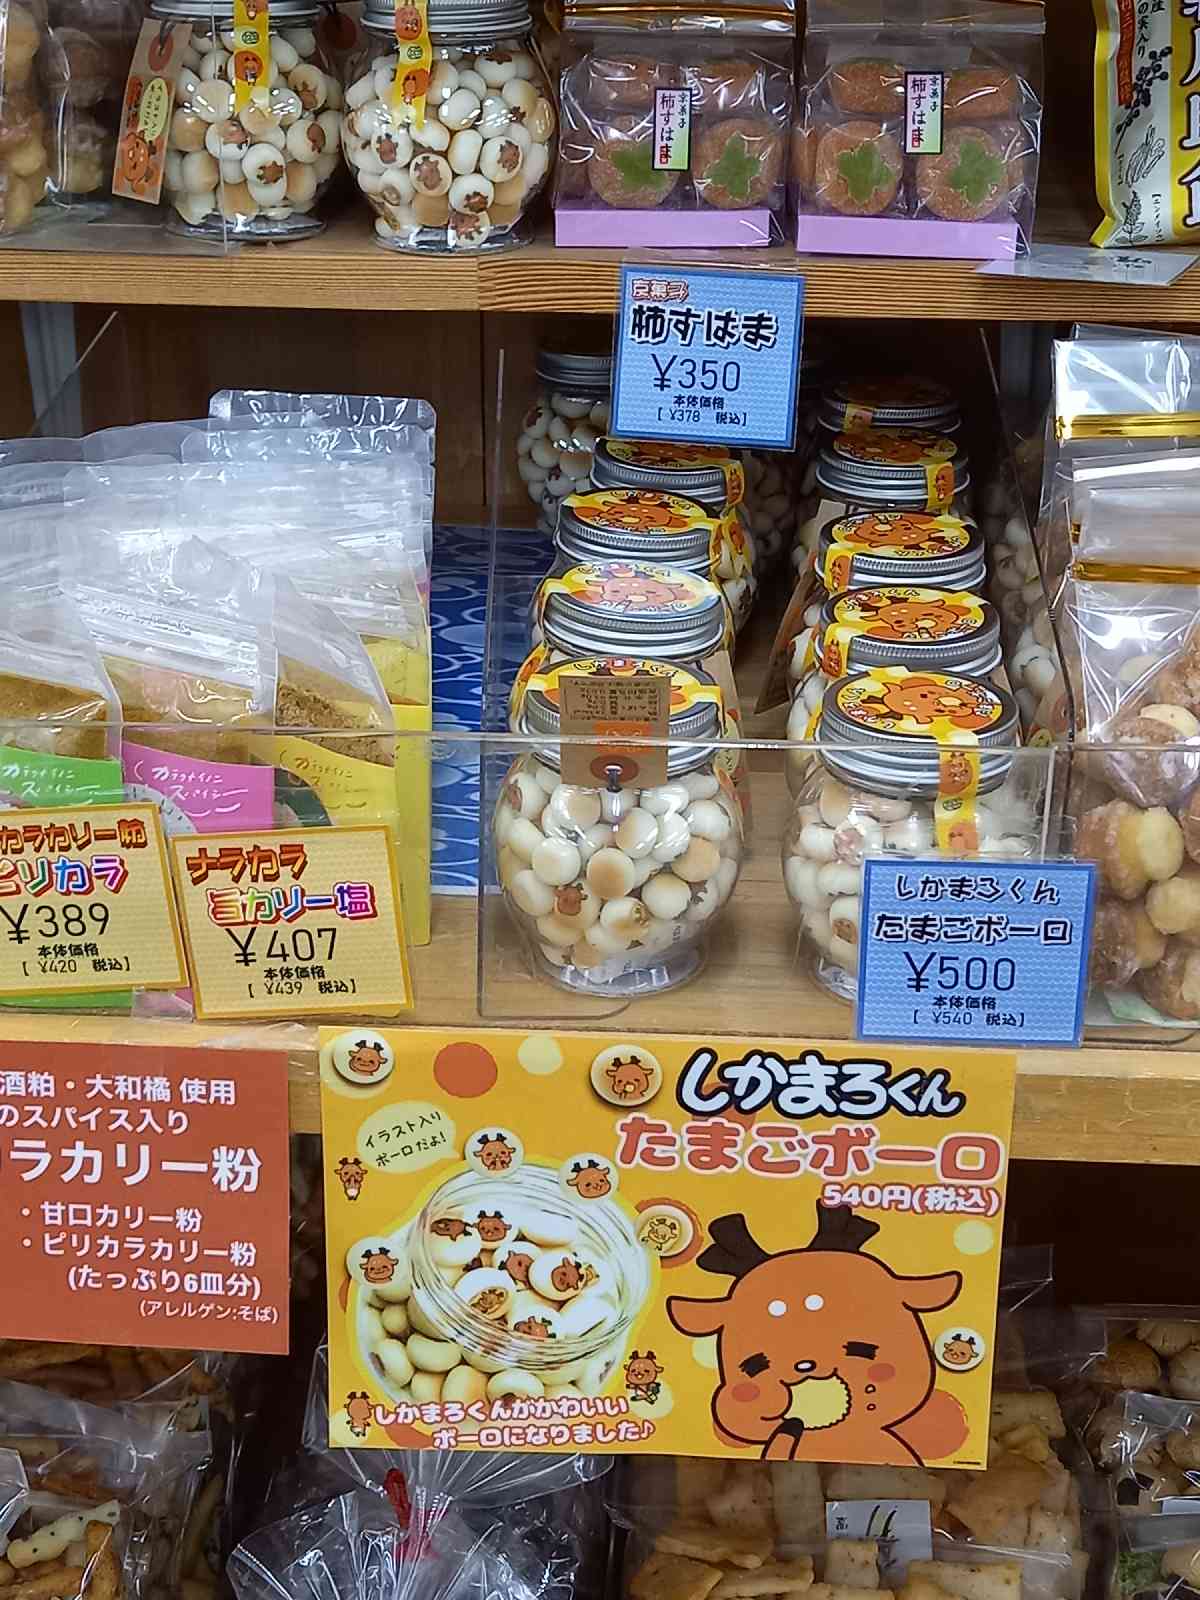 京菓子
柿すはま
京菓子
柿すはま
京菓子
柿すはま
¥350
本体価格
【 ¥378 税込】
カラカリー粉
ピリカラ
¥389
本体価格
【 ¥420 税込】
ナラカラ
旨カリー塩
¥407
本体価格
【 ¥439 税込】
しかまろくん
たまごボーロ
¥500
本体価格
【 ¥540 税込】
酒粕・大和橘 使用
のスパイス入り
ラカリー粉
・甘口カリー粉
・ピリカラカリー粉
(たっぷり6皿分)
(アレルゲン:そば)
しかまろくん
たまごボーロ
540円(税込)
イラスト入り
ボーロだよ!
しかまろくんがかわいい
ボーロになりました♪